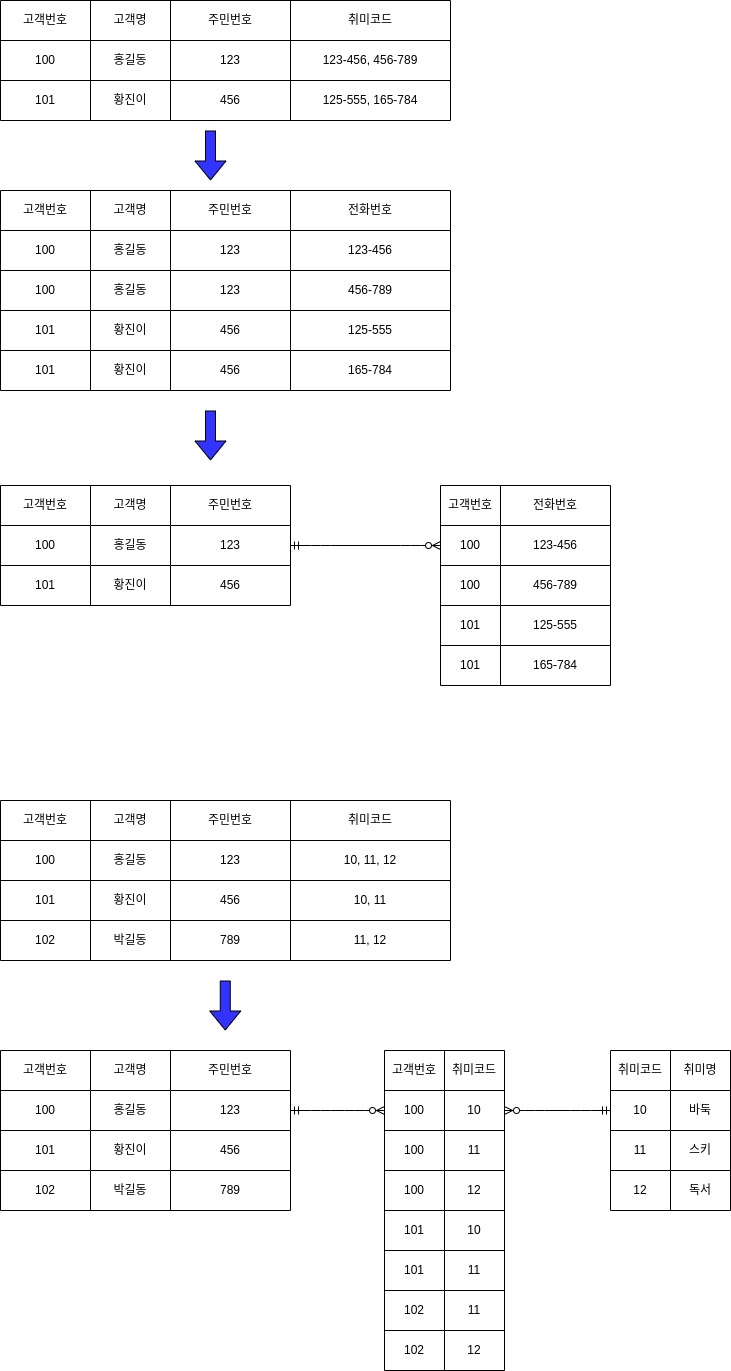 고객번호 고객명 주민번호 취미코드
100 홍길동 123 123-456, 456-789
101 황진이 456 125-555, 165-784
고객번호 고객명 주민번호 전화번호
100 홍길동 123 123-456
100 홍길동 123 456-789
101 황진이 456 125-555
101 황진이 456 165-784
고객번호 고객명 주민번호
100 홍길동 123
101 황진이 456
고객번호 전화번호
100 123-456
100 456-789
101 125-555
101 165-784
고객번호 고객명 주민번호 취미코드
100 홍길동 123 10, 11, 12
101 황진이 456 10, 11
102 박길동 789 11, 12
고객번호 고객명 주민번호
100 홍길동 123
101 황진이 456
102 박길동 789
고객번호 취미코드
100 10
100 11
100 12
101 10
101 11
102 11
102 12
취미코드 취미명
10 바둑
11 스키
12 독서